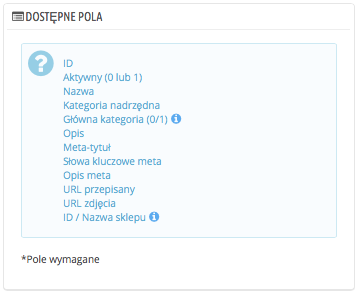 DOSTĘPNE POLA
?
ID
Aktywny (0 lub 1)
Nazwa
Kategoria nadrzędna
Główna kategoria (0/1)
Opis
Meta-tytuł
Słowa kluczowe meta
Opis meta
URL przepisany
URL zdjęcia
ID / Nazwa sklepu
*Pole wymagane